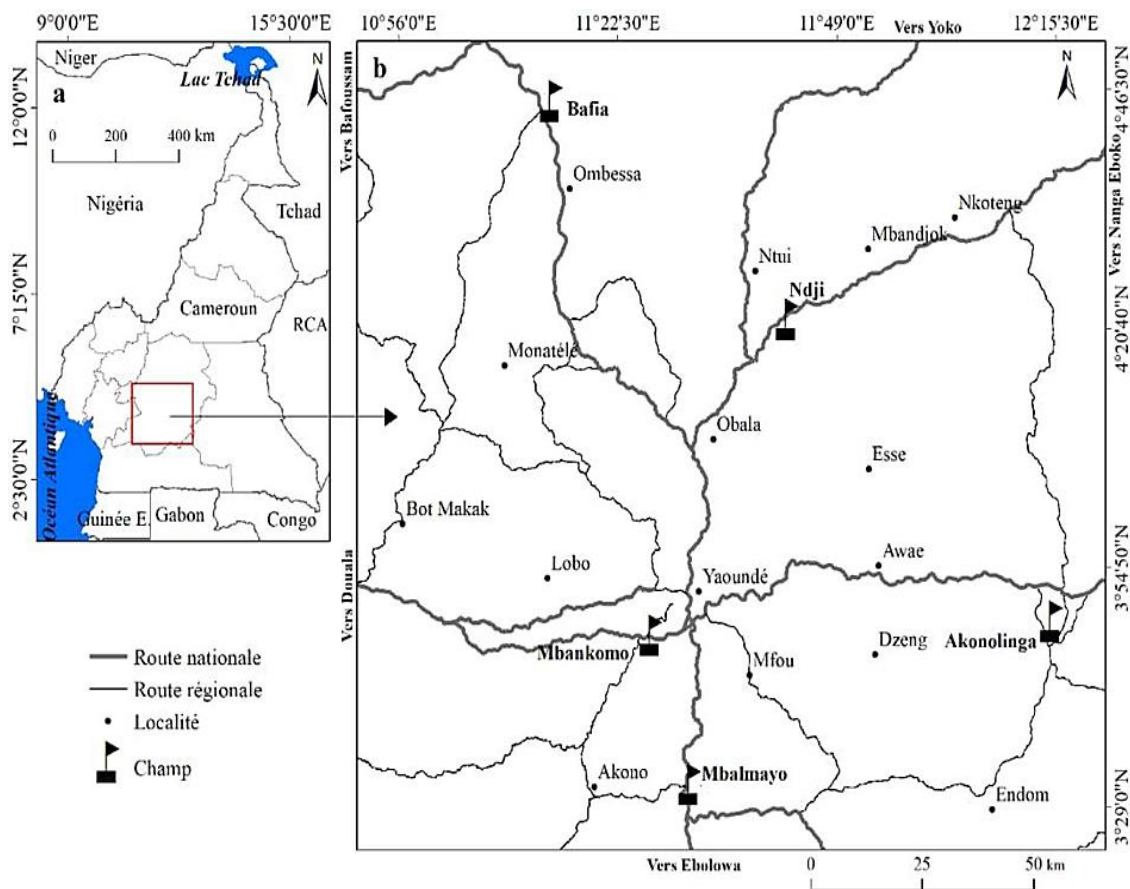 9°0'0"E
15°30'0"E
Niger
Lac Tchad
a
N
12°0'0"N
0
200
400 km
Nigéria
Tchad
7°15'0"N
Cameroun
RCA
2°30'0"N
Océan Atlantique
Guinée E.
Gabon
Congo
Route nationale
Route régionale
Localité
Champ
10°56'0"E
11°22'30"E
11°49'0"E
12°15'30"E
Vers Yoko
b
N
Vers Bafoussam
Bafia
4°46'30"N
Ombessa
Vers Nanga Eboko
Nkoteng
Mbandjok
Ntui
Ndji
4°20'40"N
Monatélé
Obala
Esse
Bot Makak
Awae
Lobo
Yaoundé
3°54'50"N
Vers Douala
Mbankomo
Dzeng
Akonolinga
Mfou
Akono
Mbalmayo
Endom
3°29'0"N
Vers Ebolowa
0
25
50 km